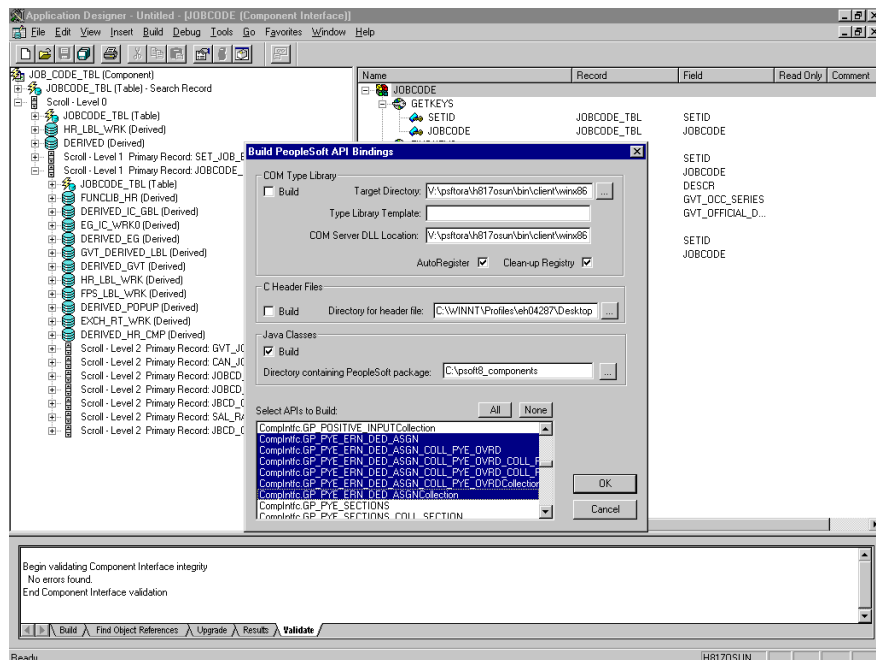 Application Designer - Untitled - [JOBCODE (Component Interface)]
File Edit View Insert Build Debug Tools Go Favorites Window Help
JOB_CODE_TBL (Component)
JOBCODE_TBL (Table) - Search Record
Scroll - Level 0
JOBCODE_TBL (Table)
HR_LBL_WRK (Derived)
DERIVED (Derived)
Scroll - Level 1 Primary Record: SET_JOB_
Scroll - Level 1 Primary Record: JOBCODE_
JOBCODE_TBL (Table)
FUNCLIB_HR (Derived)
DERIVED_IC_GBL (Derived)
EG_IC_WRK0 (Derived)
DERIVED_EG (Derived)
GVT_DERIVED_LBL (Derived)
DERIVED_GVT (Derived)
HR_LBL_WRK (Derived)
FPS_LBL_WRK (Derived)
DERIVED_POPUP (Derived)
EXCH_RT_WRK (Derived)
DERIVED_HR_CMP (Derived)
Scroll - Level 2 Primary Record: GVT_JO
Scroll - Level 2 Primary Record: CAN_JO
Scroll - Level 2 Primary Record: JOBCD_
Scroll - Level 2 Primary Record: JOBCD_
Scroll - Level 2 Primary Record: JBCD_
Scroll - Level 2 Primary Record: SAL_RA
Scroll - Level 2 Primary Record: JBCD_
Name Record Field Read Only Comment
JOBCODE
GETKEYS
SETID JOBCODE_TBL SETID
JOBCODE JOBCODE_TBL JOBCODE
SETID
JOBCODE
DESCR
GVT_OCC_SERIES
GVT_OFFICIAL_D...
SETID
JOBCODE
Build PeopleSoft API Bindings
COM Type Library
Build Target Directory: V:\psftora\h817osun\bin\client\winx86 ...
Type Library Template:
COM Server DLL Location: V:\psftora\h817osun\bin\client\winx86
AutoRegister Clean-up Registry
C Header Files
Build Directory for header file: C:\WINNT\Profiles\eh04287\Desktop ...
Java Classes
Build
Directory containing PeopleSoft package: C:\psoft8_components ...
Select APIs to Build: All None
CompIntfc.GP_POSITIVE_INPUTCollection
CompIntfc.GP_PYE_ERN_DED_ASGN
CompIntfc.GP_PYE_ERN_DED_ASGN_COLL_PYE_OVRD
CompIntfc.GP_PYE_ERN_DED_ASGN_COLL_PYE_OVRD_COLL_P
CompIntfc.GP_PYE_ERN_DED_ASGN_COLL_PYE_OVRD_COLL_P
CompIntfc.GP_PYE_ERN_DED_ASGN_COLL_PYE_OVRDCollection
CompIntfc.GP_PYE_ERN_DED_ASGNCollection
CompIntfc.GP_PYE_SECTIONS
CompIntfc.GP_PYE_SECTIONS_COLL_SECTION
OK
Cancel
Begin validating Component Interface integrity
No errors found.
End Component Interface validation
Build Find Object References Upgrade Results Validate
Ready H817OSUN